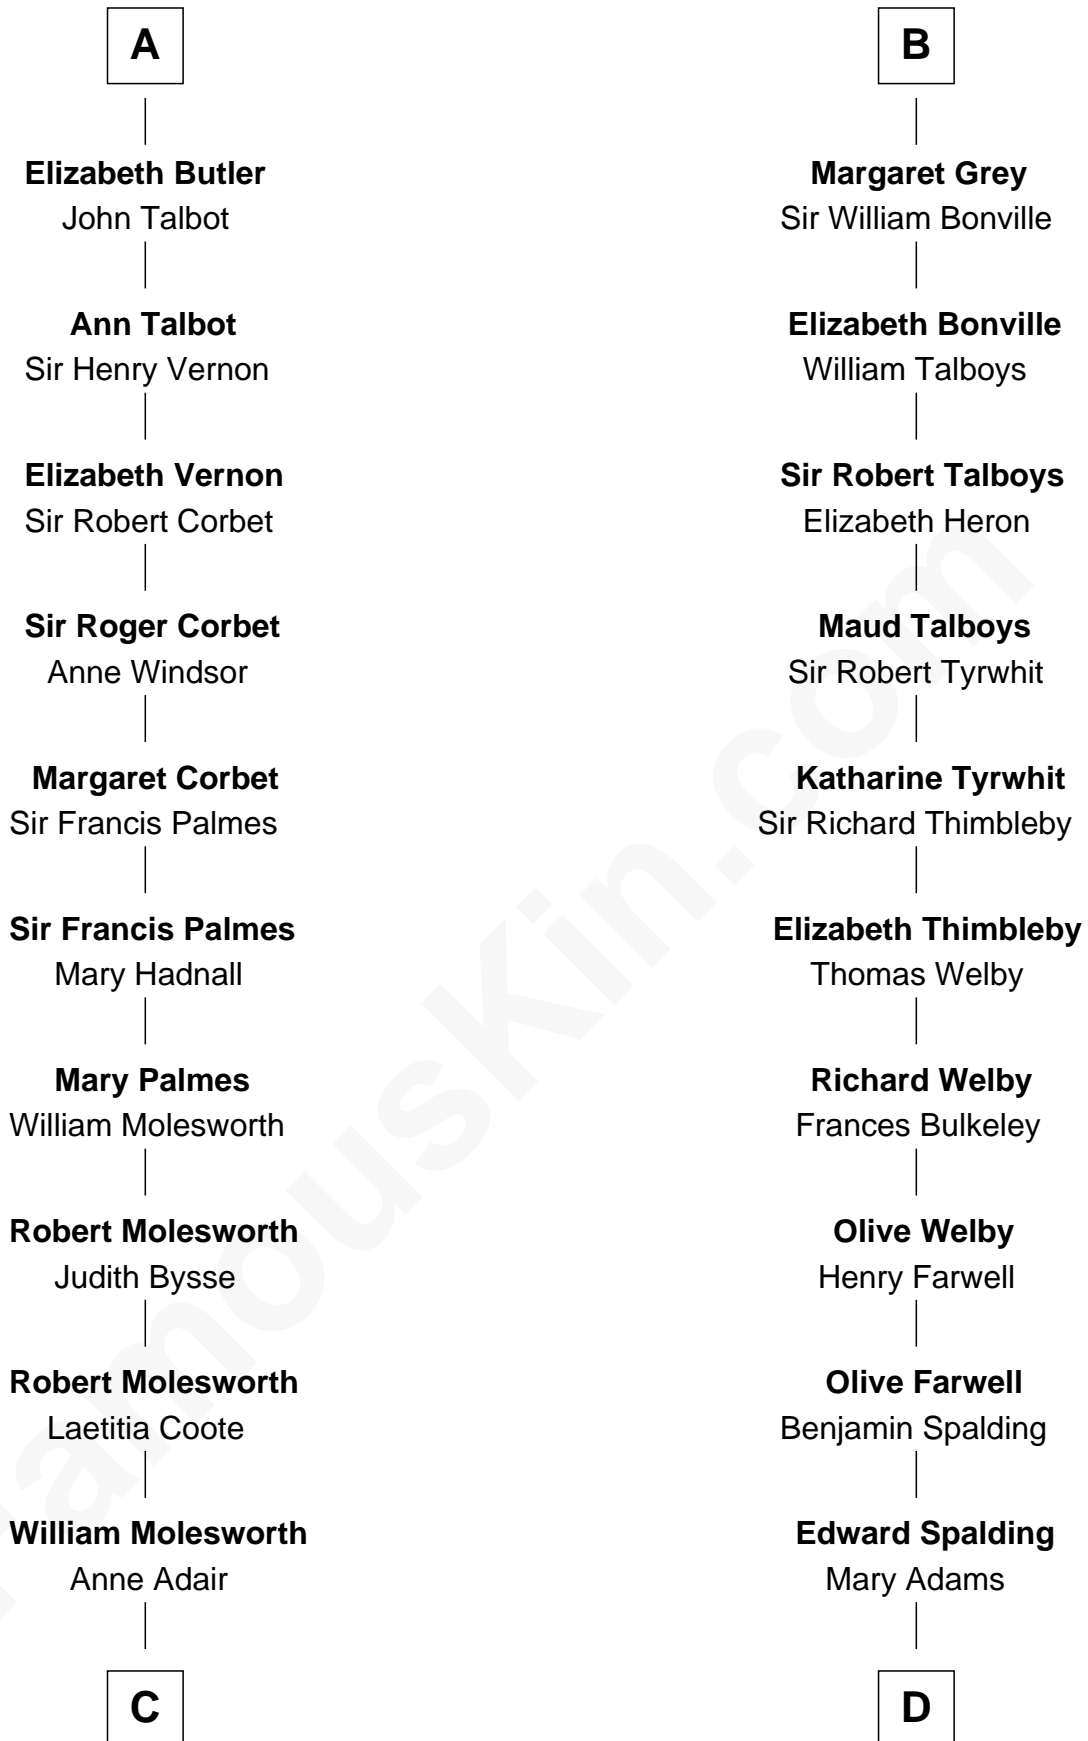 A
Elizabeth Butler
John Talbot
Ann Talbot
Sir Henry Vernon
Elizabeth Vernon
Sir Robert Corbet
Sir Roger Corbet
Anne Windsor
Margaret Corbet
Sir Francis Palmes
Sir Francis Palmes
Mary Hadnall
Mary Palmes
William Molesworth
Robert Molesworth
Judith Bysse
Robert Molesworth
Laetitia Coote
William Molesworth
Anne Adair
C
B
Margaret Grey
Sir William Bonville
Elizabeth Bonville
William Talboys
Sir Robert Talboys
Elizabeth Heron
Maud Talboys
Sir Robert Tyrwhit
Katharine Tyrwhit
Sir Richard Thimbleby
Elizabeth Thimbleby
Thomas Welby
Richard Welby
Frances Bulkeley
Olive Welby
Henry Farwell
Olive Farwell
Benjamin Spalding
Edward Spalding
Mary Adams
D
FamousKin.com